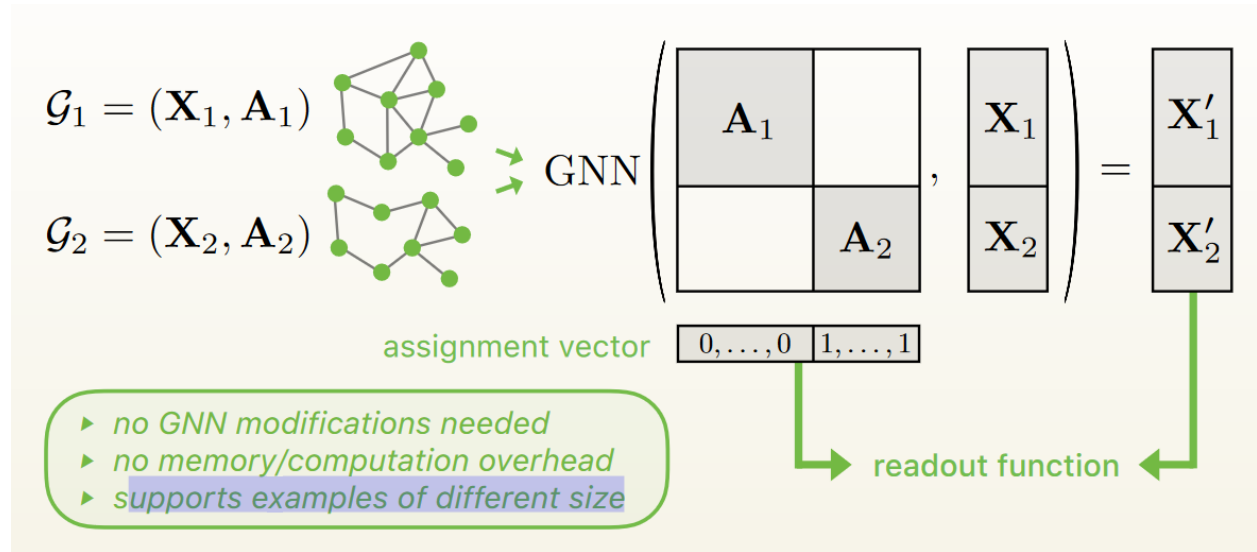 𝒢₁ = (X₁, A₁)
𝒢₂ = (X₂, A₂)
GNN ( A₁ A₂ , X₁ X₂ ) = X′₁ X′₂
assignment vector 0, . . . , 0 1, . . . , 1
▸ no GNN modifications needed
▸ no memory/computation overhead
▸ supports examples of different size
readout function